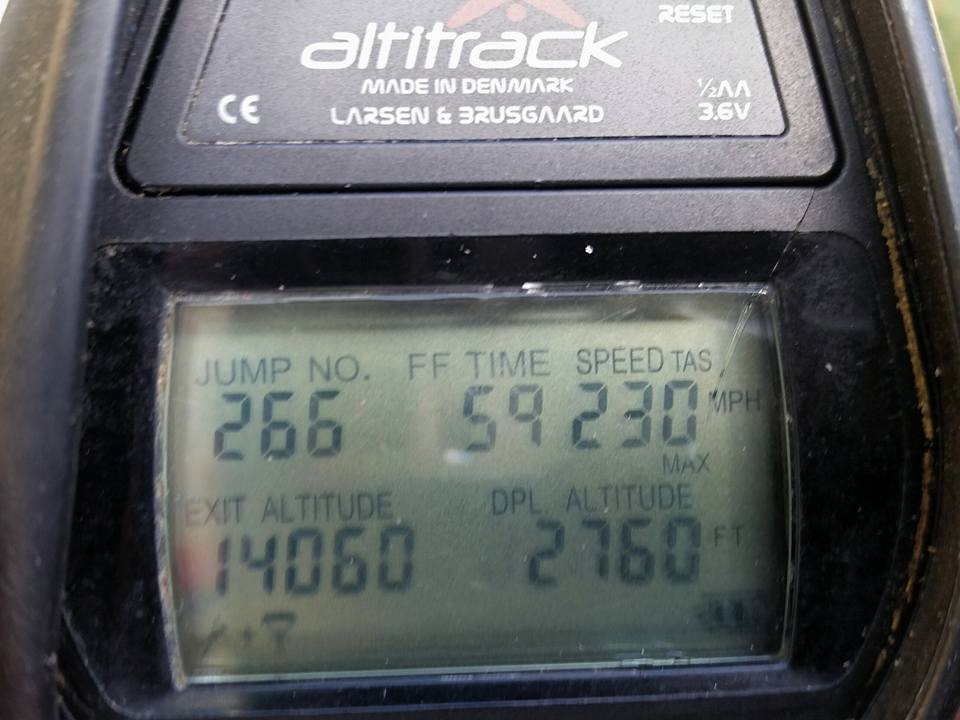 RESET
altitrack
MADE IN DENMARK
½AA
CE
LARSEN & BRUSGAARD
3.6V
JUMP NO. FF TIME SPEED TAS
266 59 230 MPH
MAX
EXIT ALTITUDE DPL ALTITUDE
14060 2760 FT